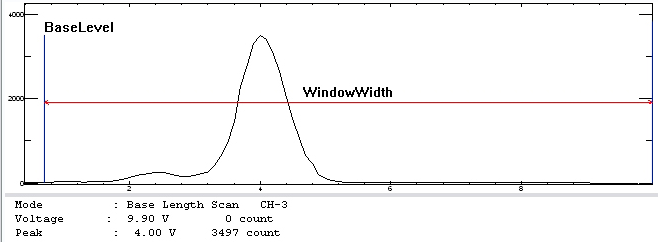 4000
BaseLevel
WindowWidth
2000
0
2 4 6 8
Mode : Base Length Scan CH-3
Voltage : 9.90 V 0 count
Peak : 4.00 V 3497 count